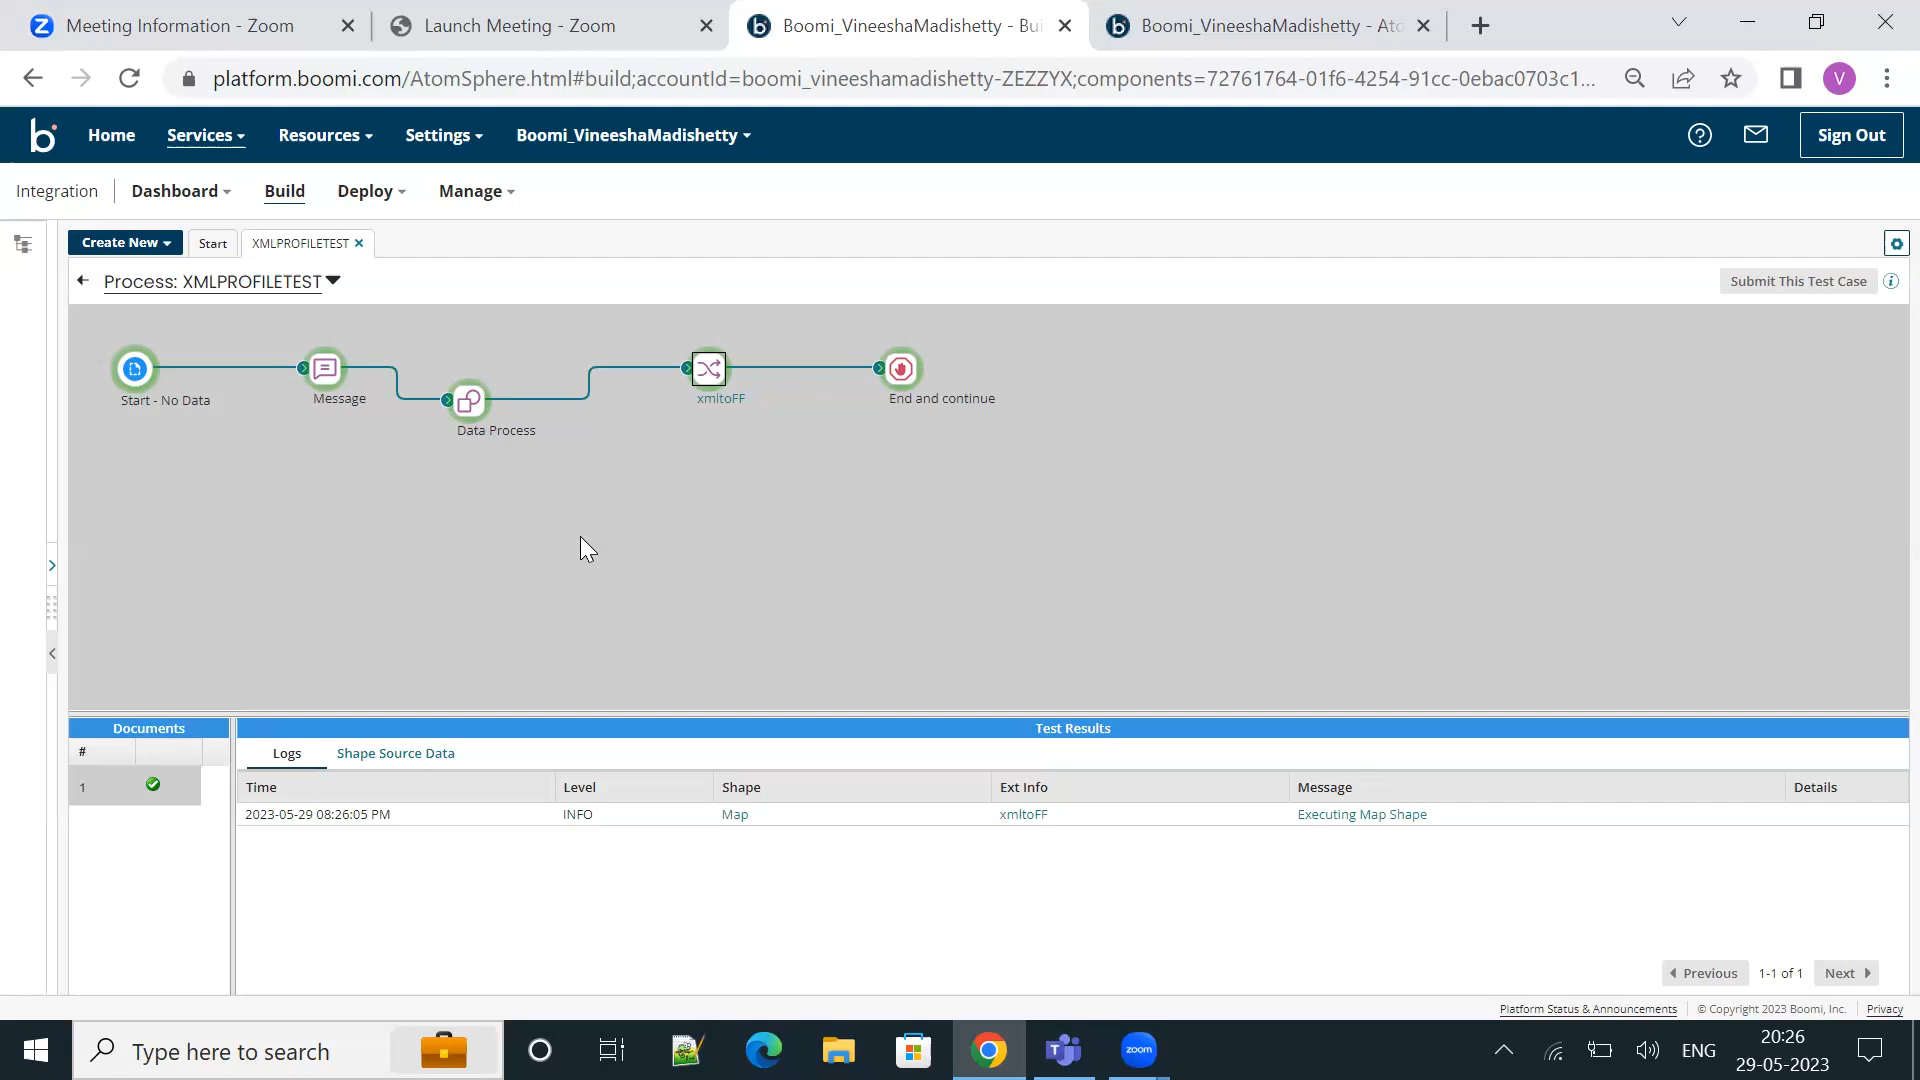 Meeting Information - Zoom
Launch Meeting - Zoom
Boomi_VineeshaMadishetty - Bui
Boomi_VineeshaMadishetty - Ato
platform.boomi.com/AtomSphere.html#build;accountId=boomi_vineeshamadishetty-ZEZZYX;components=72761764-01f6-4254-91cc-0ebac0703c1...
V
Home
Services
Resources
Settings
Boomi_VineeshaMadishetty
Sign Out
Integration
Dashboard
Build
Deploy
Manage
Create New
Start
XMLPROFILETEST
Process: XMLPROFILETEST
Submit This Test Case
Start - No Data
Message
Data Process
xmltoFF
End and continue
Documents
#
1
Test Results
Logs
Shape Source Data
Time Level Shape Ext Info Message Details
2023-05-29 08:26:05 PM INFO Map xmltoFF Executing Map Shape
Previous 1-1 of 1 Next
Platform Status & Announcements © Copyright 2023 Boomi, Inc. Privacy
Type here to search
zoom
ENG
20:26
29-05-2023